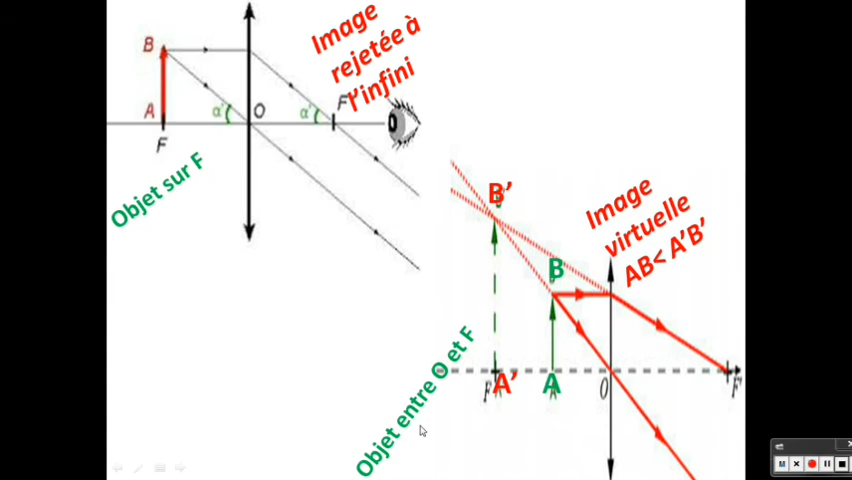 Image
rejetée à
l'infini
B
A
α'
O
α'
F
F
Objet sur F
B'
Image
virtuelle
AB< A'B'
B
Objet entre O et F
F
A'
A
O
F'
M